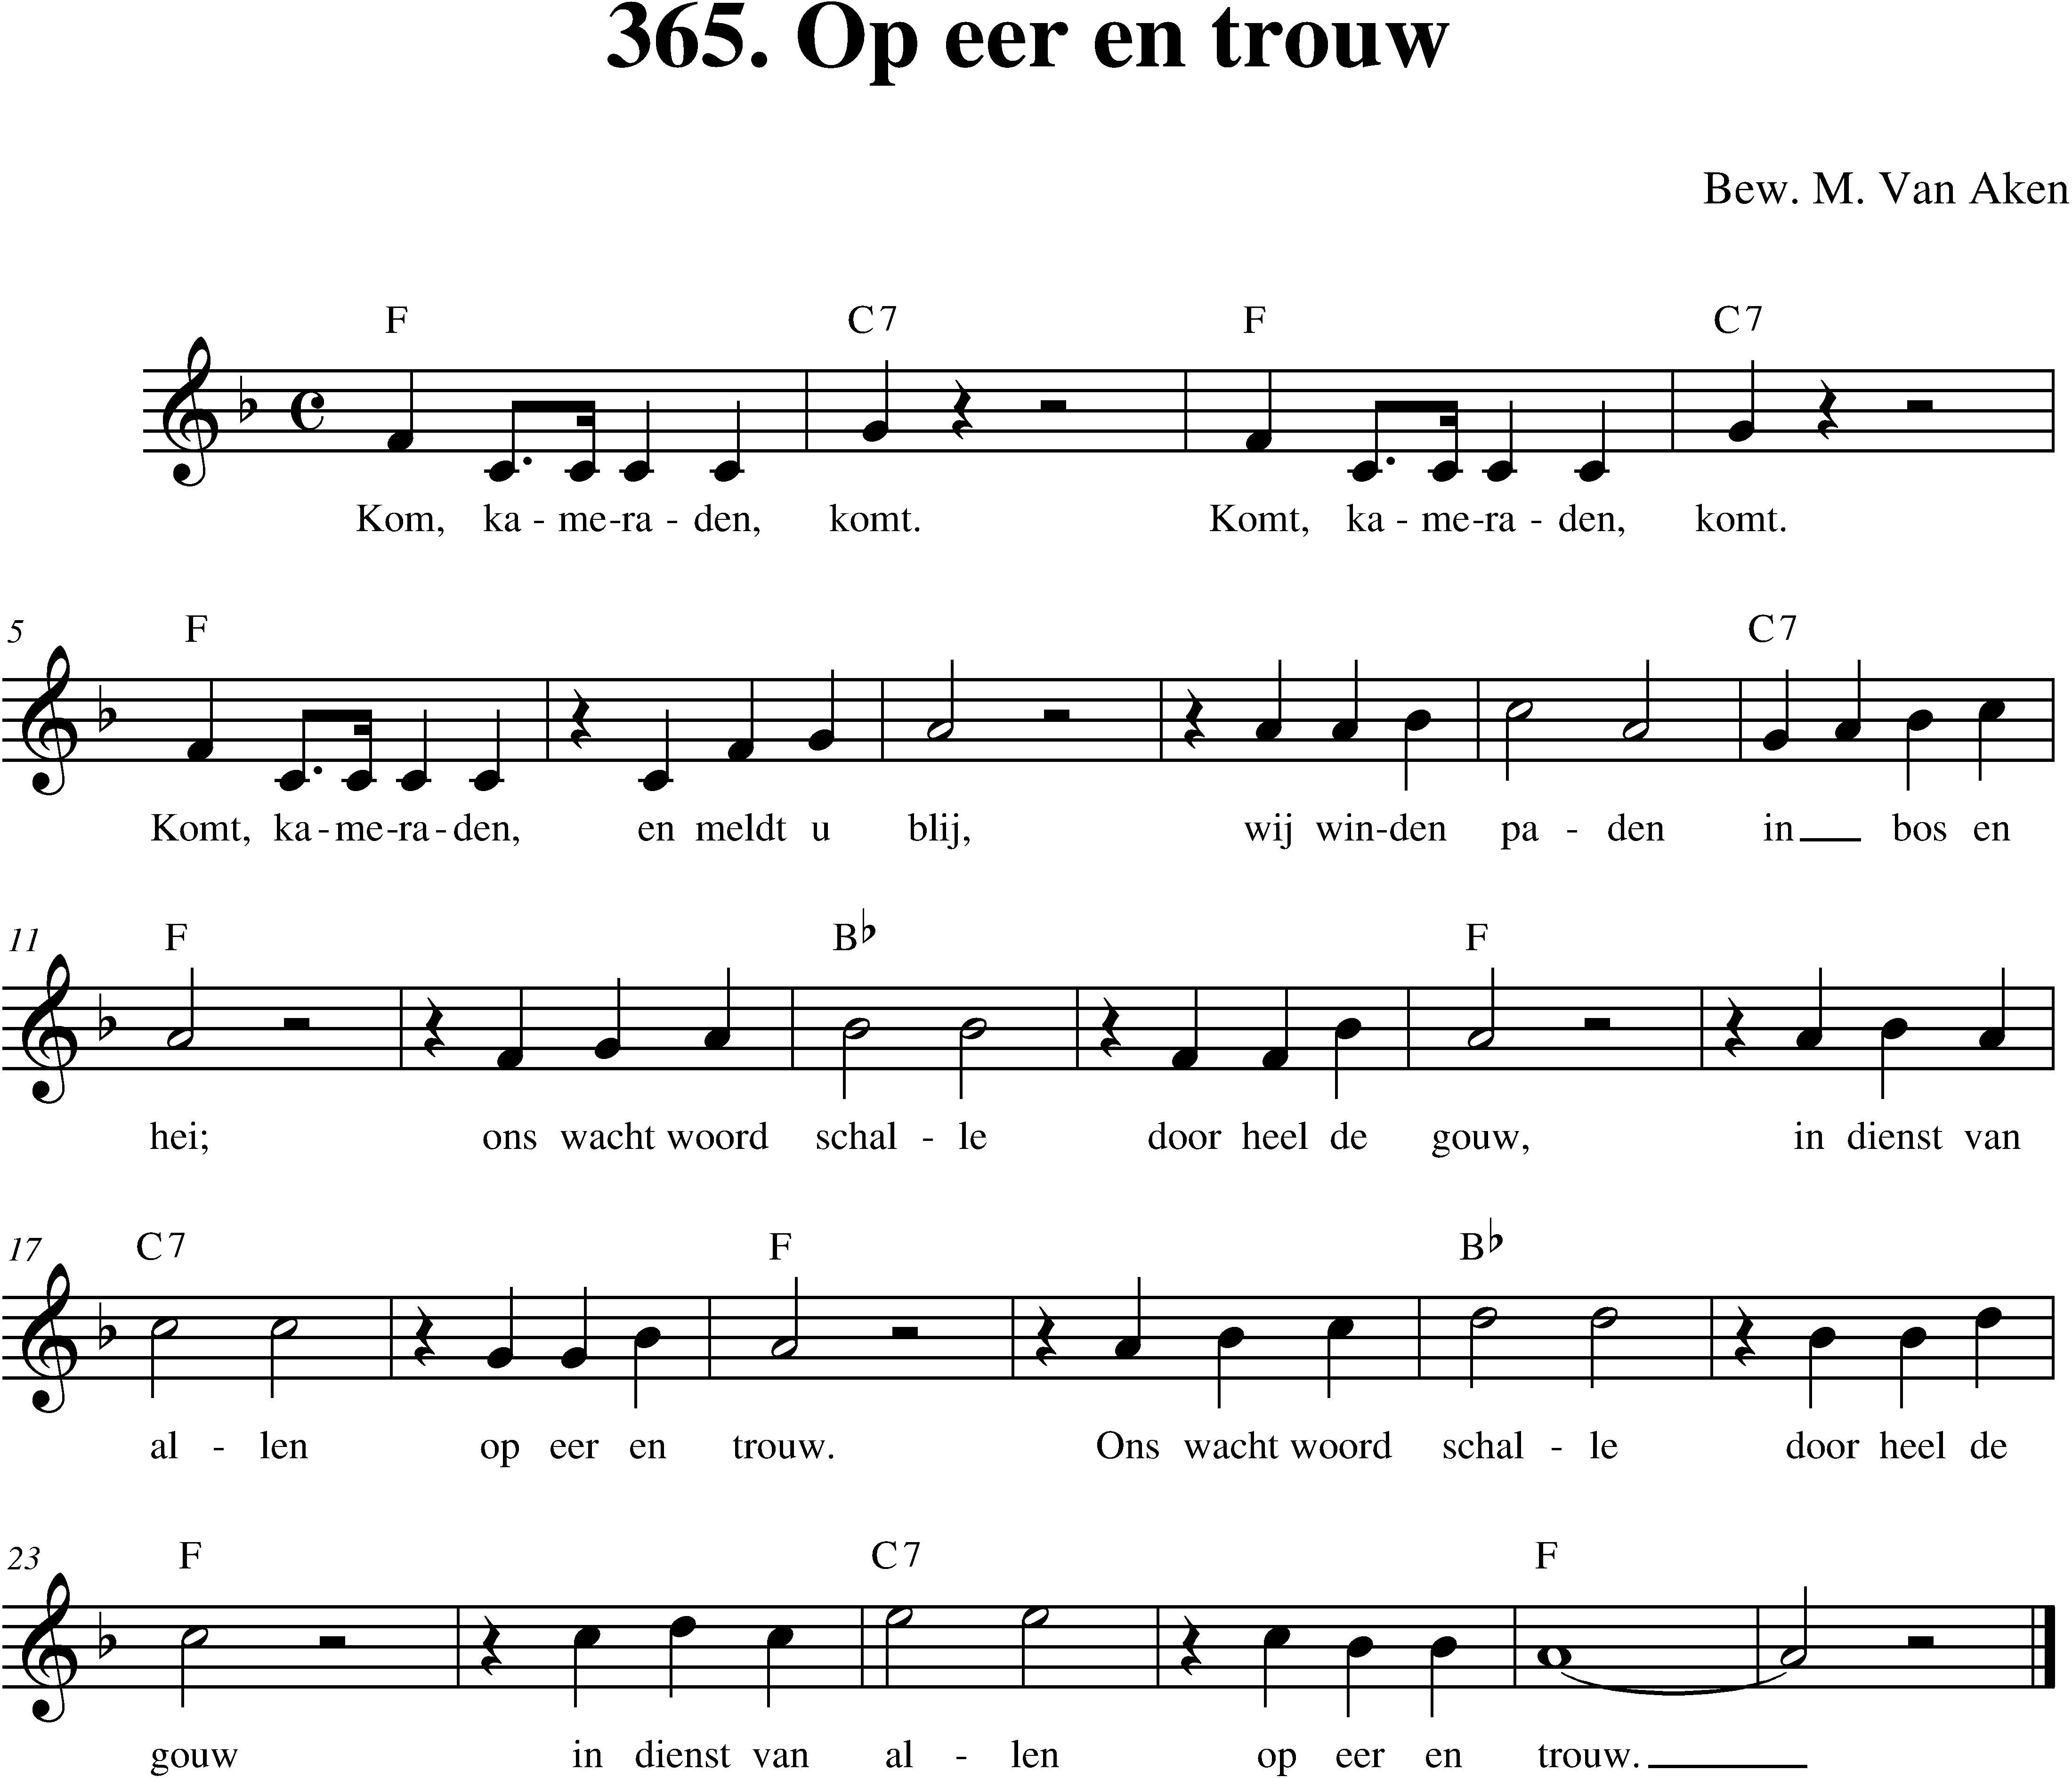 365. Op eer en trouw
Bew. M. Van Aken
F C7 F C7
Kom, ka - me-ra - den, komt. Komt, ka - me-ra - den, komt.
5 F C7
Komt, ka-me-ra-den, en meldt u blij, wij win-den pa - den in bos en
11 F B♭ F
hei; ons wacht woord schal - le door heel de gouw, in dienst van
17 C7 F B♭
al - len op eer en trouw. Ons wacht woord schal - le door heel de
23 F C7 F
gouw in dienst van al - len op eer en trouw.